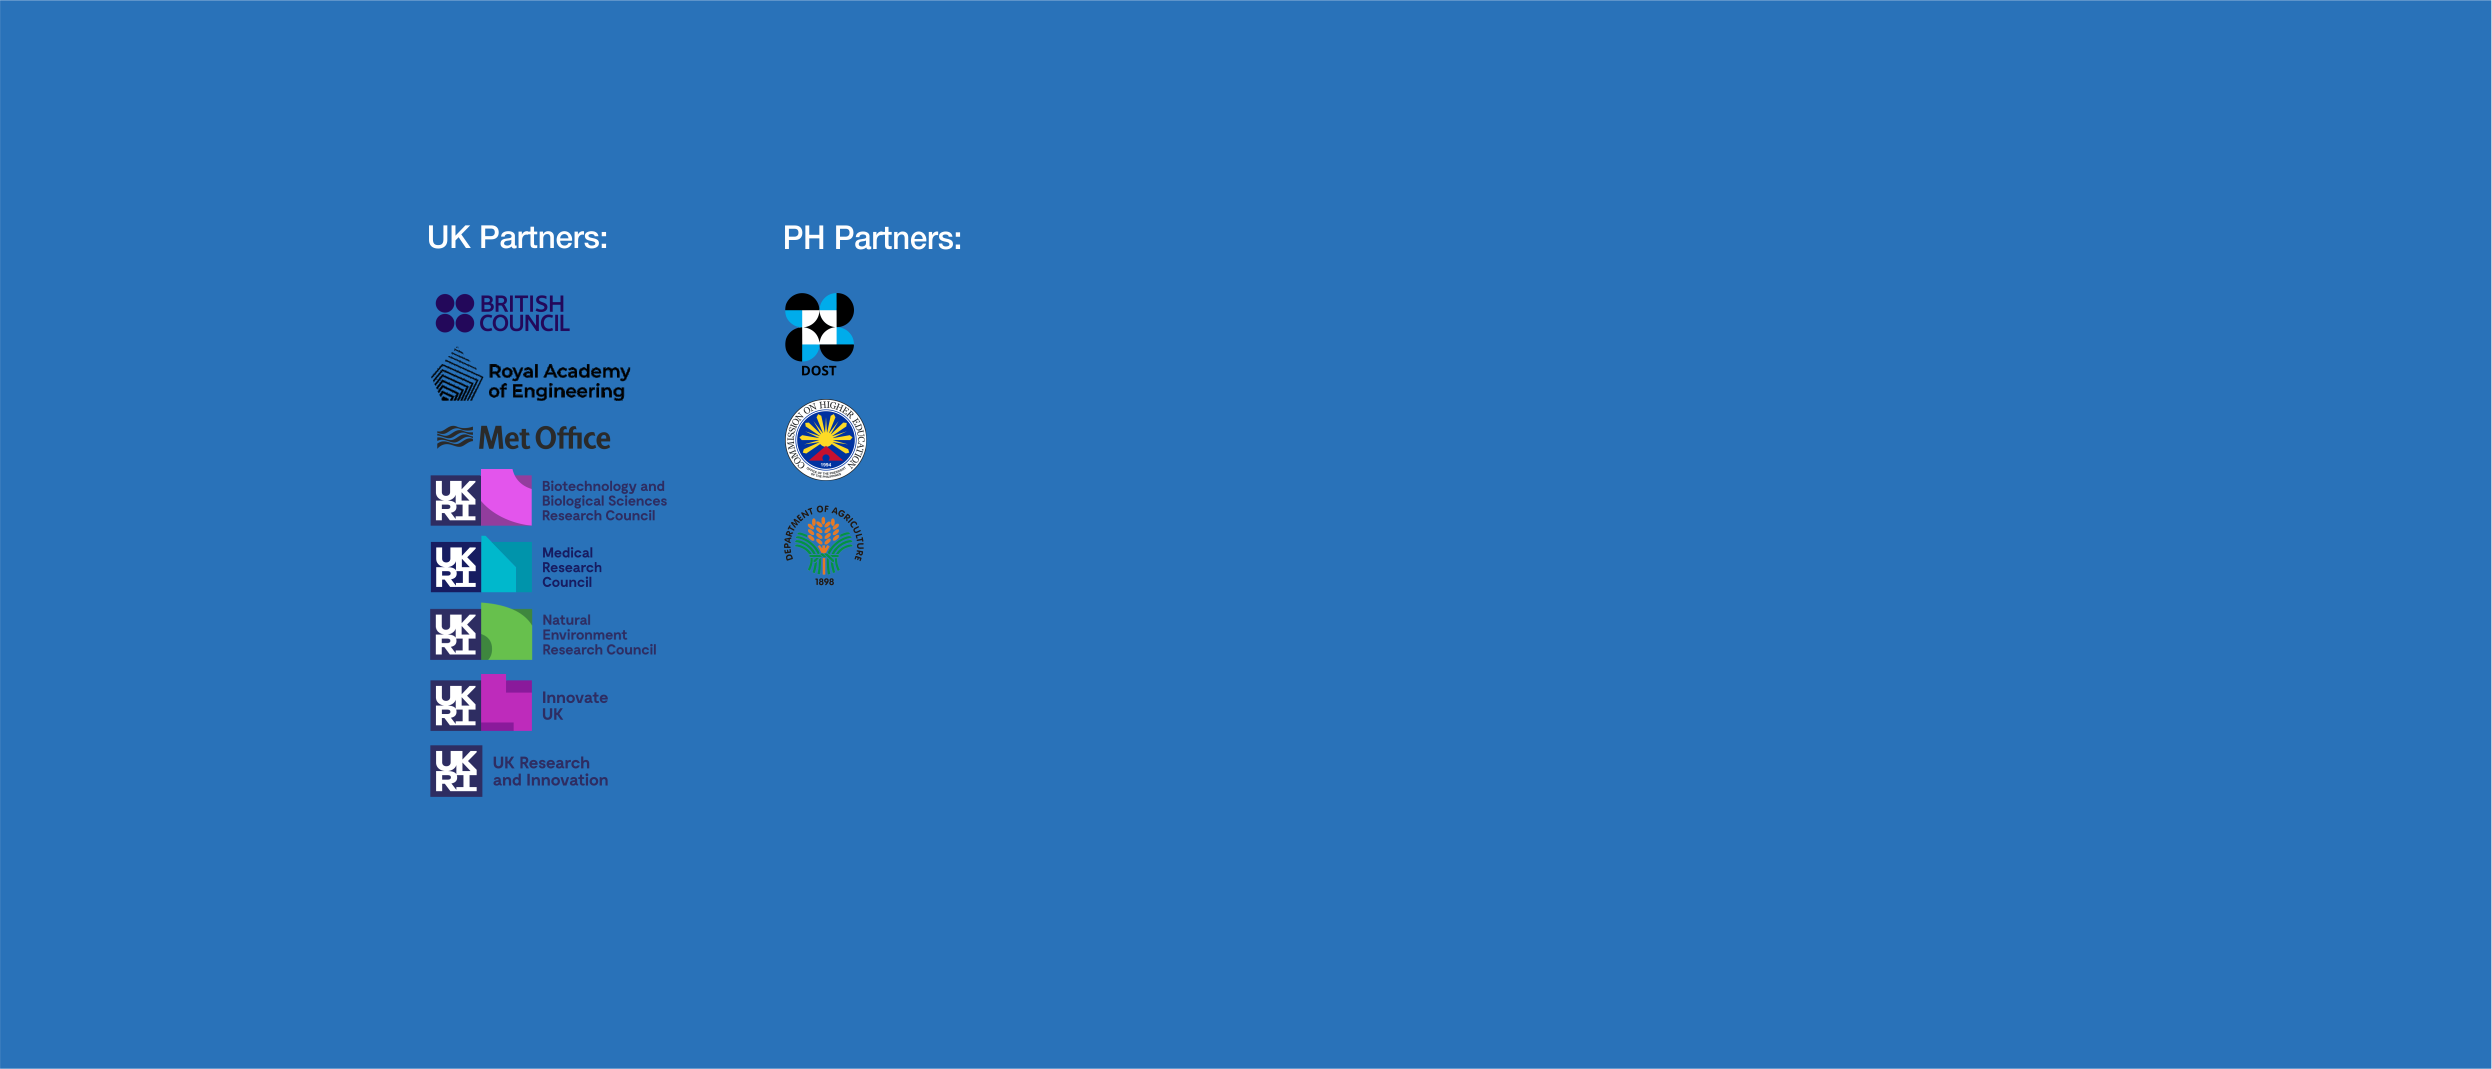 UK Partners:
BRITISH
COUNCIL
Royal Academy
of Engineering
Met Office
UK
RI
Biotechnology and
Biological Sciences
Research Council
UK
RI
Medical
Research
Council
UK
RI
Natural
Environment
Research Council
UK
RI
Innovate
UK
UK
RI
UK Research
and Innovation
PH Partners:
DOST
COMMISSION ON HIGHER EDUCATION
1994
DEPARTMENT OF AGRICULTURE
1898